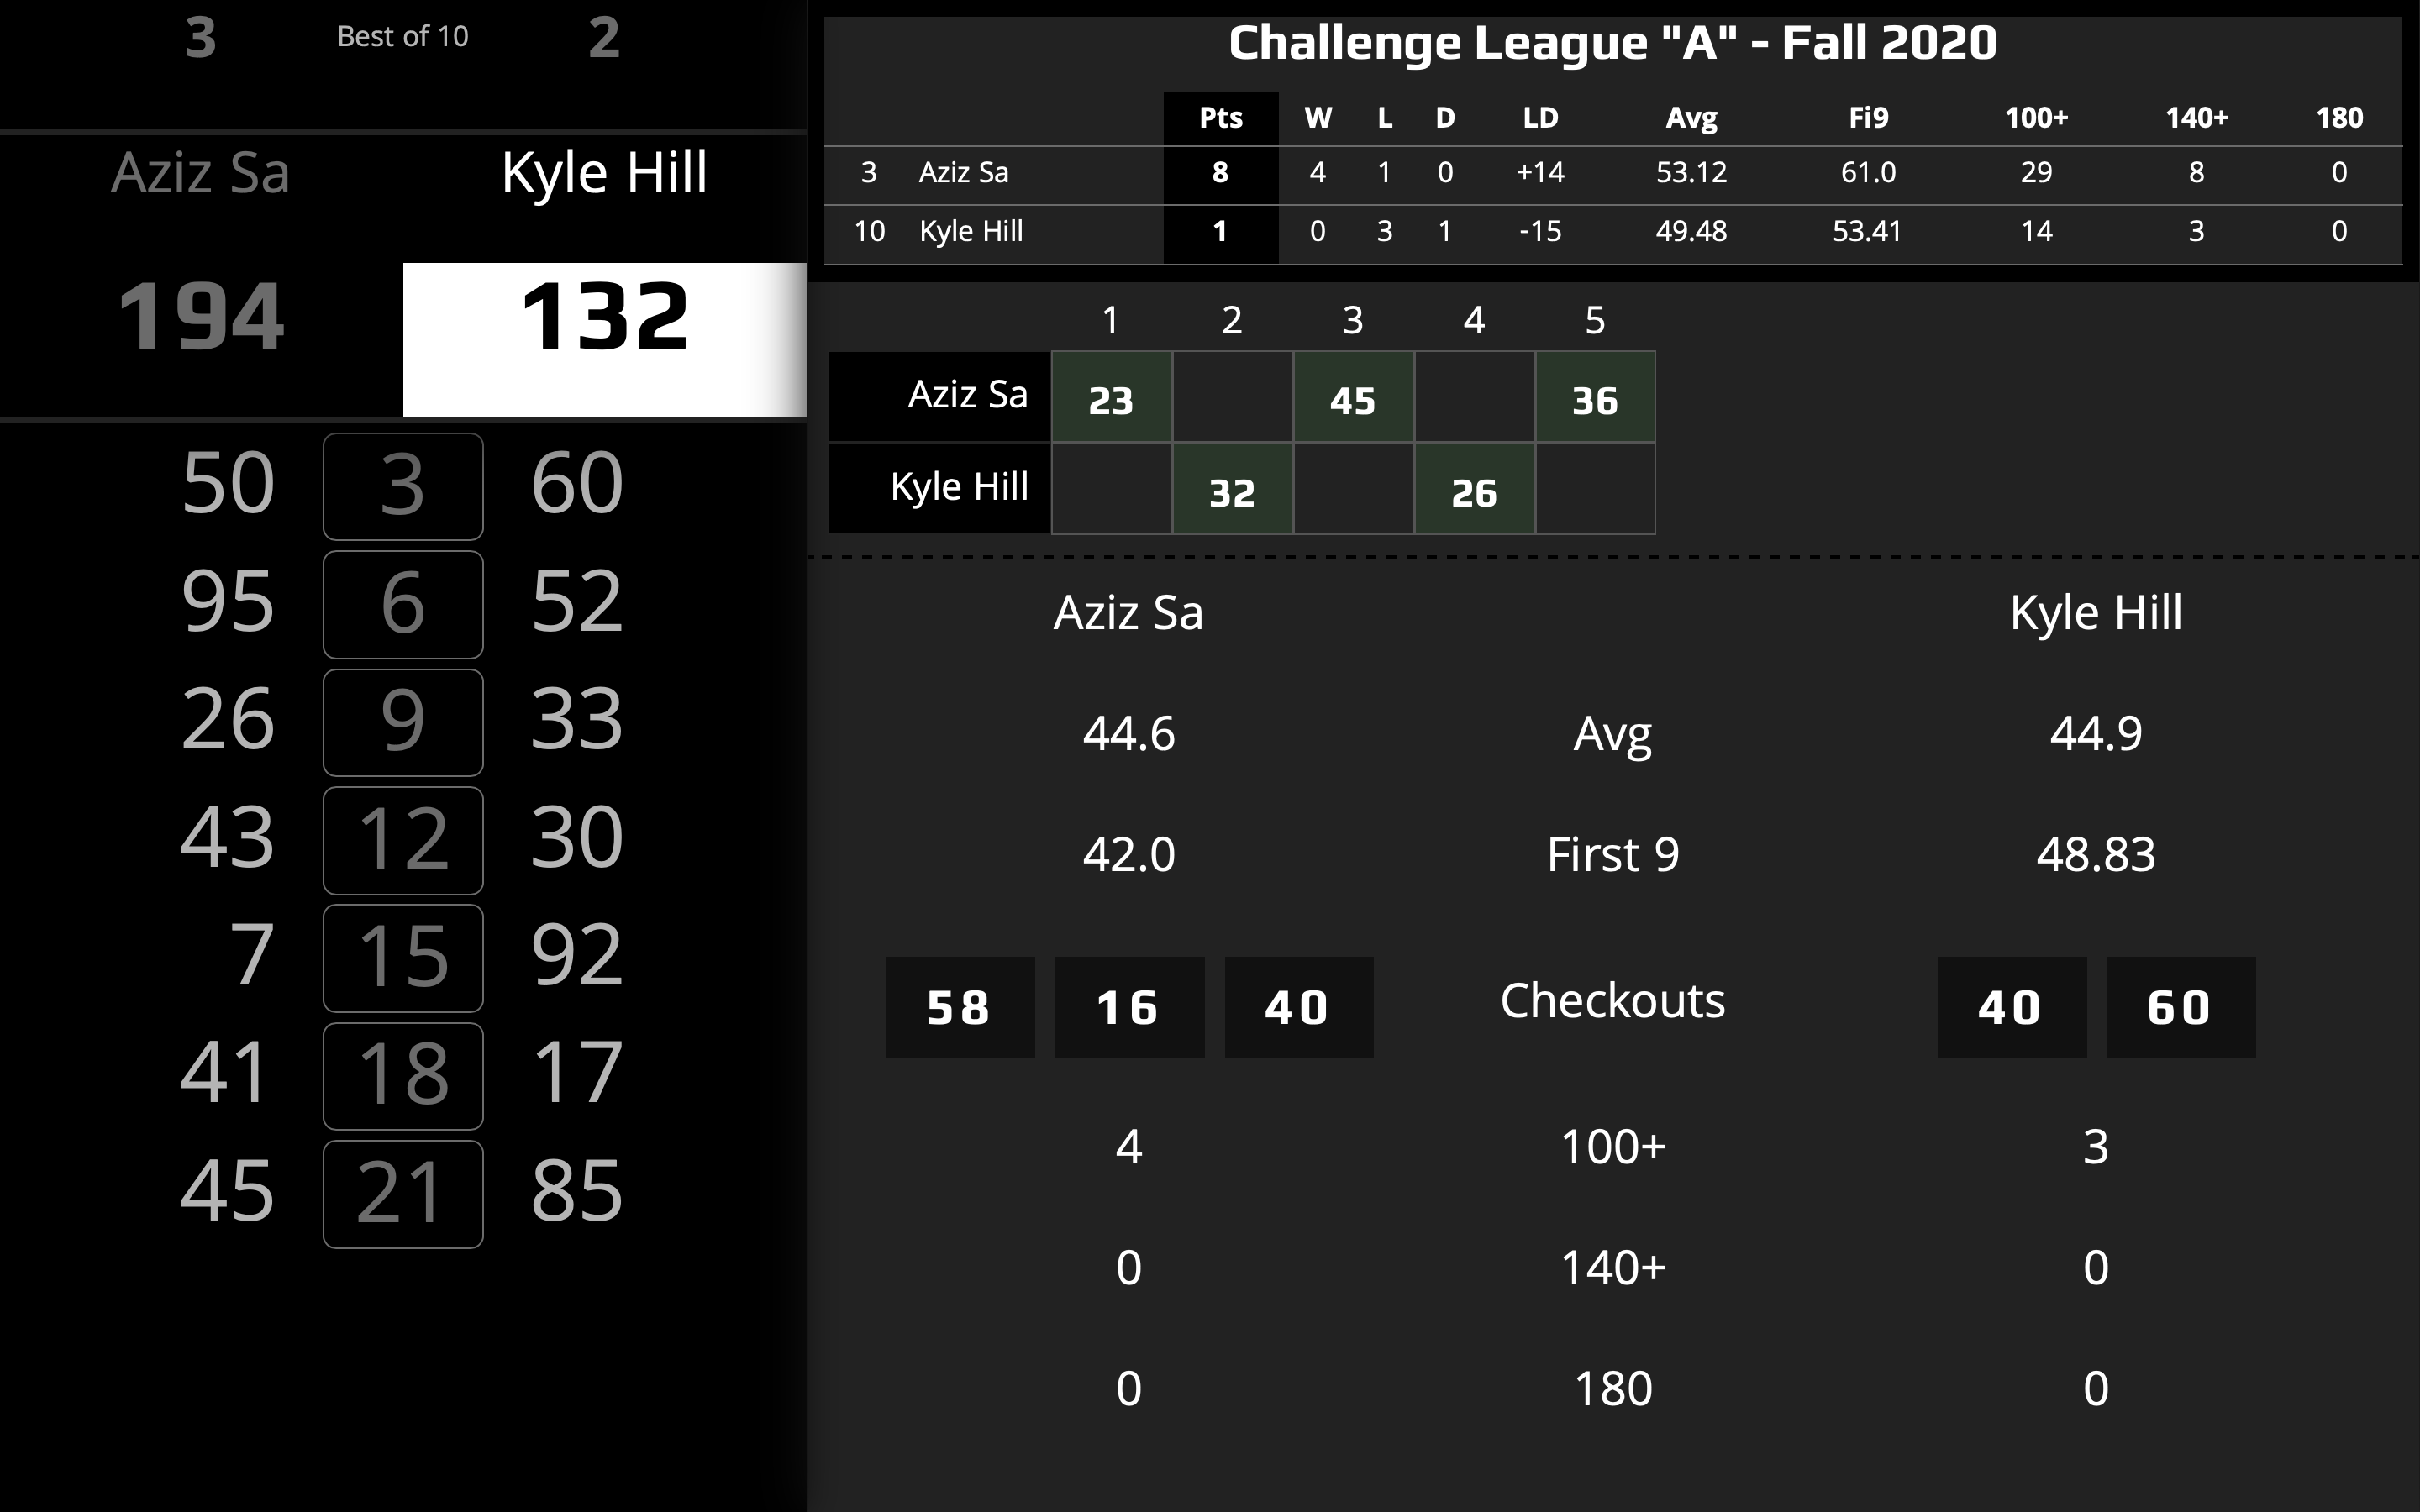 3 Best of 10 2
Aziz Sa Kyle Hill
194 132
50 3 60
95 6 52
26 9 33
43 12 30
7 15 92
41 18 17
45 21 85
Challenge League "A" - Fall 2020
Pts W L D LD Avg Fi9 100+ 140+ 180
3 Aziz Sa 8 4 1 0 +14 53.12 61.0 29 8 0
10 Kyle Hill 1 0 3 1 -15 49.48 53.41 14 3 0
1 2 3 4 5
Aziz Sa 23 45 36
Kyle Hill 32 26
Aziz Sa Kyle Hill
44.6 Avg 44.9
42.0 First 9 48.83
58 16 40 Checkouts 40 60
4 100+ 3
0 140+ 0
0 180 0